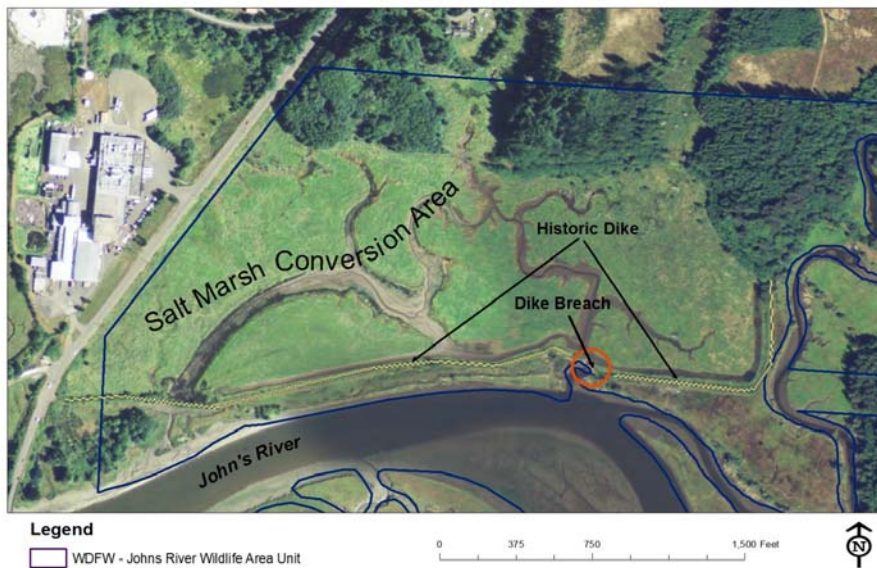 Salt Marsh Conversion Area
Historic Dike
Dike Breach
John's River
Legend
WDFW - Johns River Wildlife Area Unit
0 375 750 1,500 Feet
N